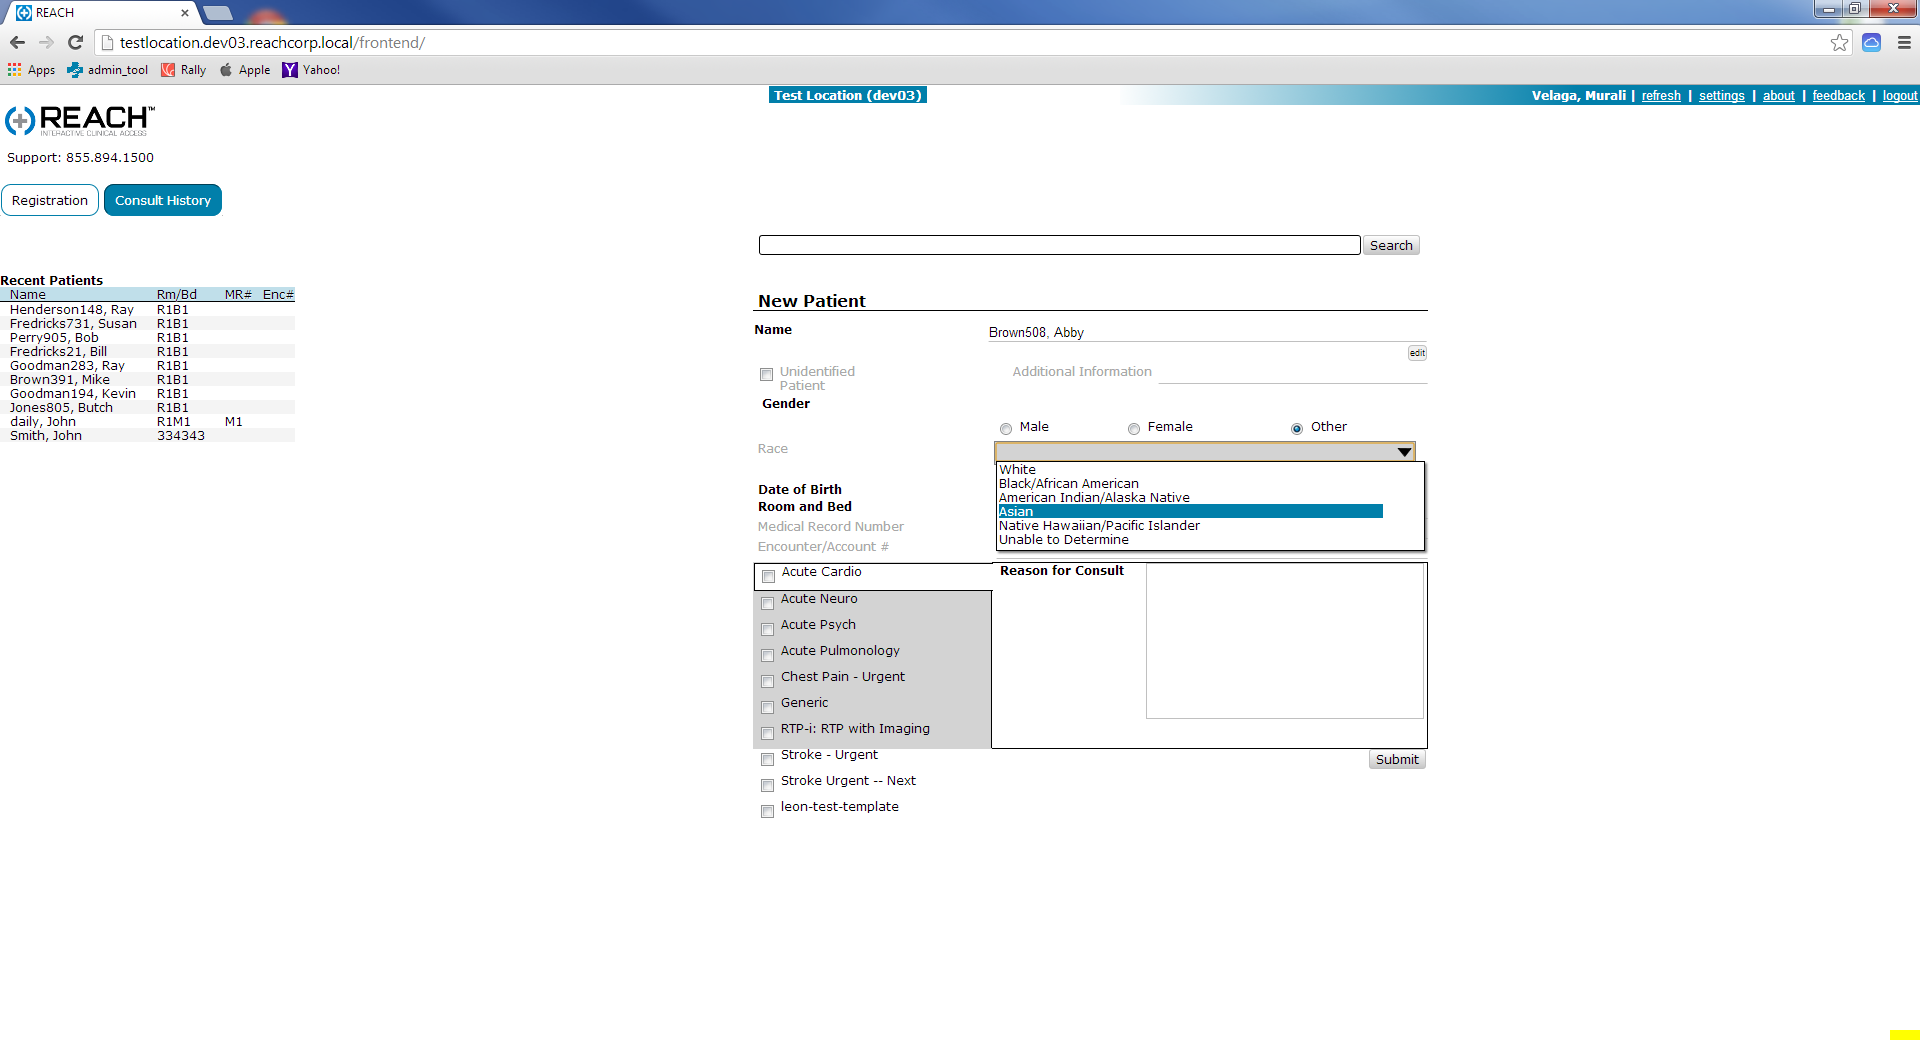 REACH
testlocation.dev03.reachcorp.local/frontend/
Apps admin_tool Rally Apple Yahoo!
Test Location (dev03)
Velaga, Murali | refresh | settings | about | feedback | logout
REACH™
INTERACTIVE CLINICAL ACCESS
Support: 855.894.1500
Registration Consult History
Search
Recent Patients
Name Rm/Bd MR# Enc#
Henderson148, Ray R1B1
Fredricks731, Susan R1B1
Perry905, Bob R1B1
Fredricks21, Bill R1B1
Goodman283, Ray R1B1
Brown391, Mike R1B1
Goodman194, Kevin R1B1
Jones805, Butch R1B1
daily, John R1M1 M1
Smith, John 334343
New Patient
Name Brown508, Abby
edit
Unidentified
Patient
Additional Information
Gender
Male Female Other
Race
White
Black/African American
American Indian/Alaska Native
Asian
Native Hawaiian/Pacific Islander
Unable to Determine
Date of Birth
Room and Bed
Medical Record Number
Encounter/Account #
Acute Cardio
Acute Neuro
Acute Psych
Acute Pulmonology
Chest Pain - Urgent
Generic
RTP-i: RTP with Imaging
Stroke - Urgent
Stroke Urgent -- Next
leon-test-template
Reason for Consult
Submit